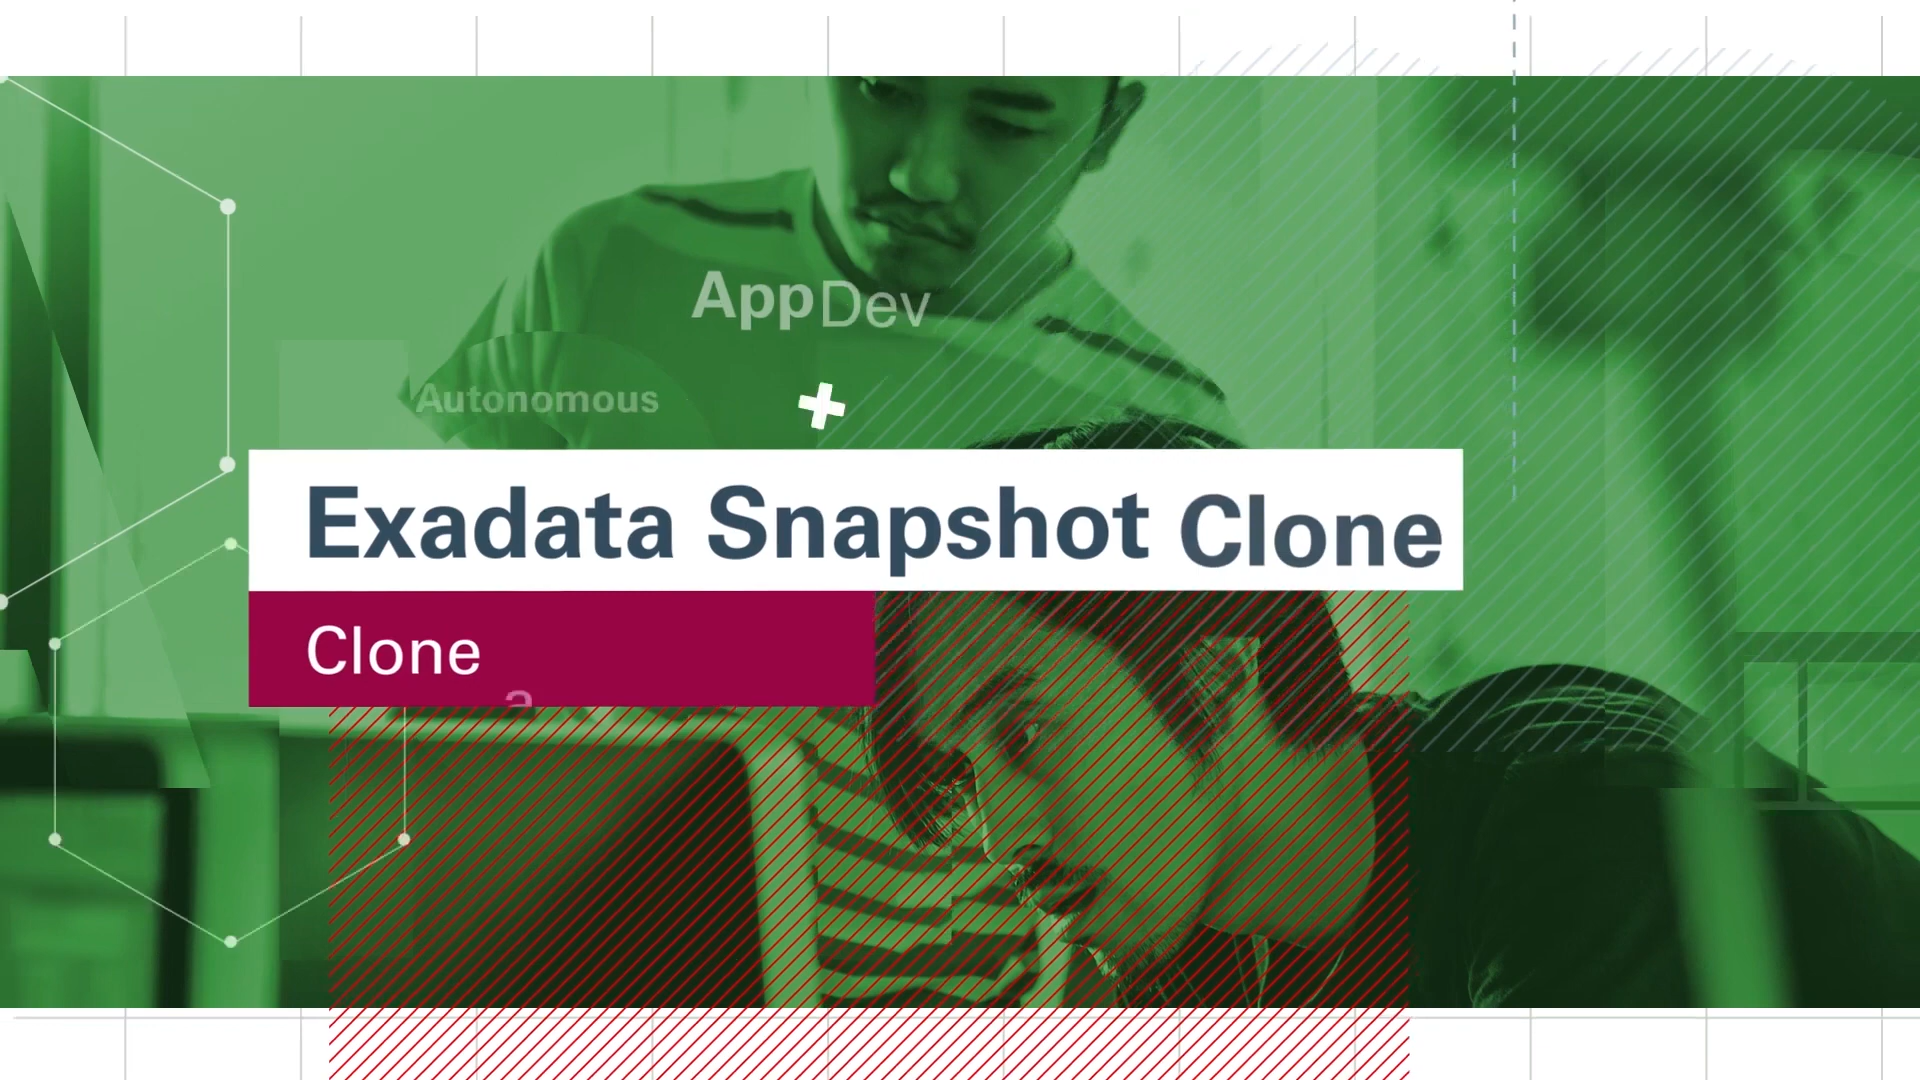 AppDev
Autonomous
Exadata Snapshot Clone
Clone
a